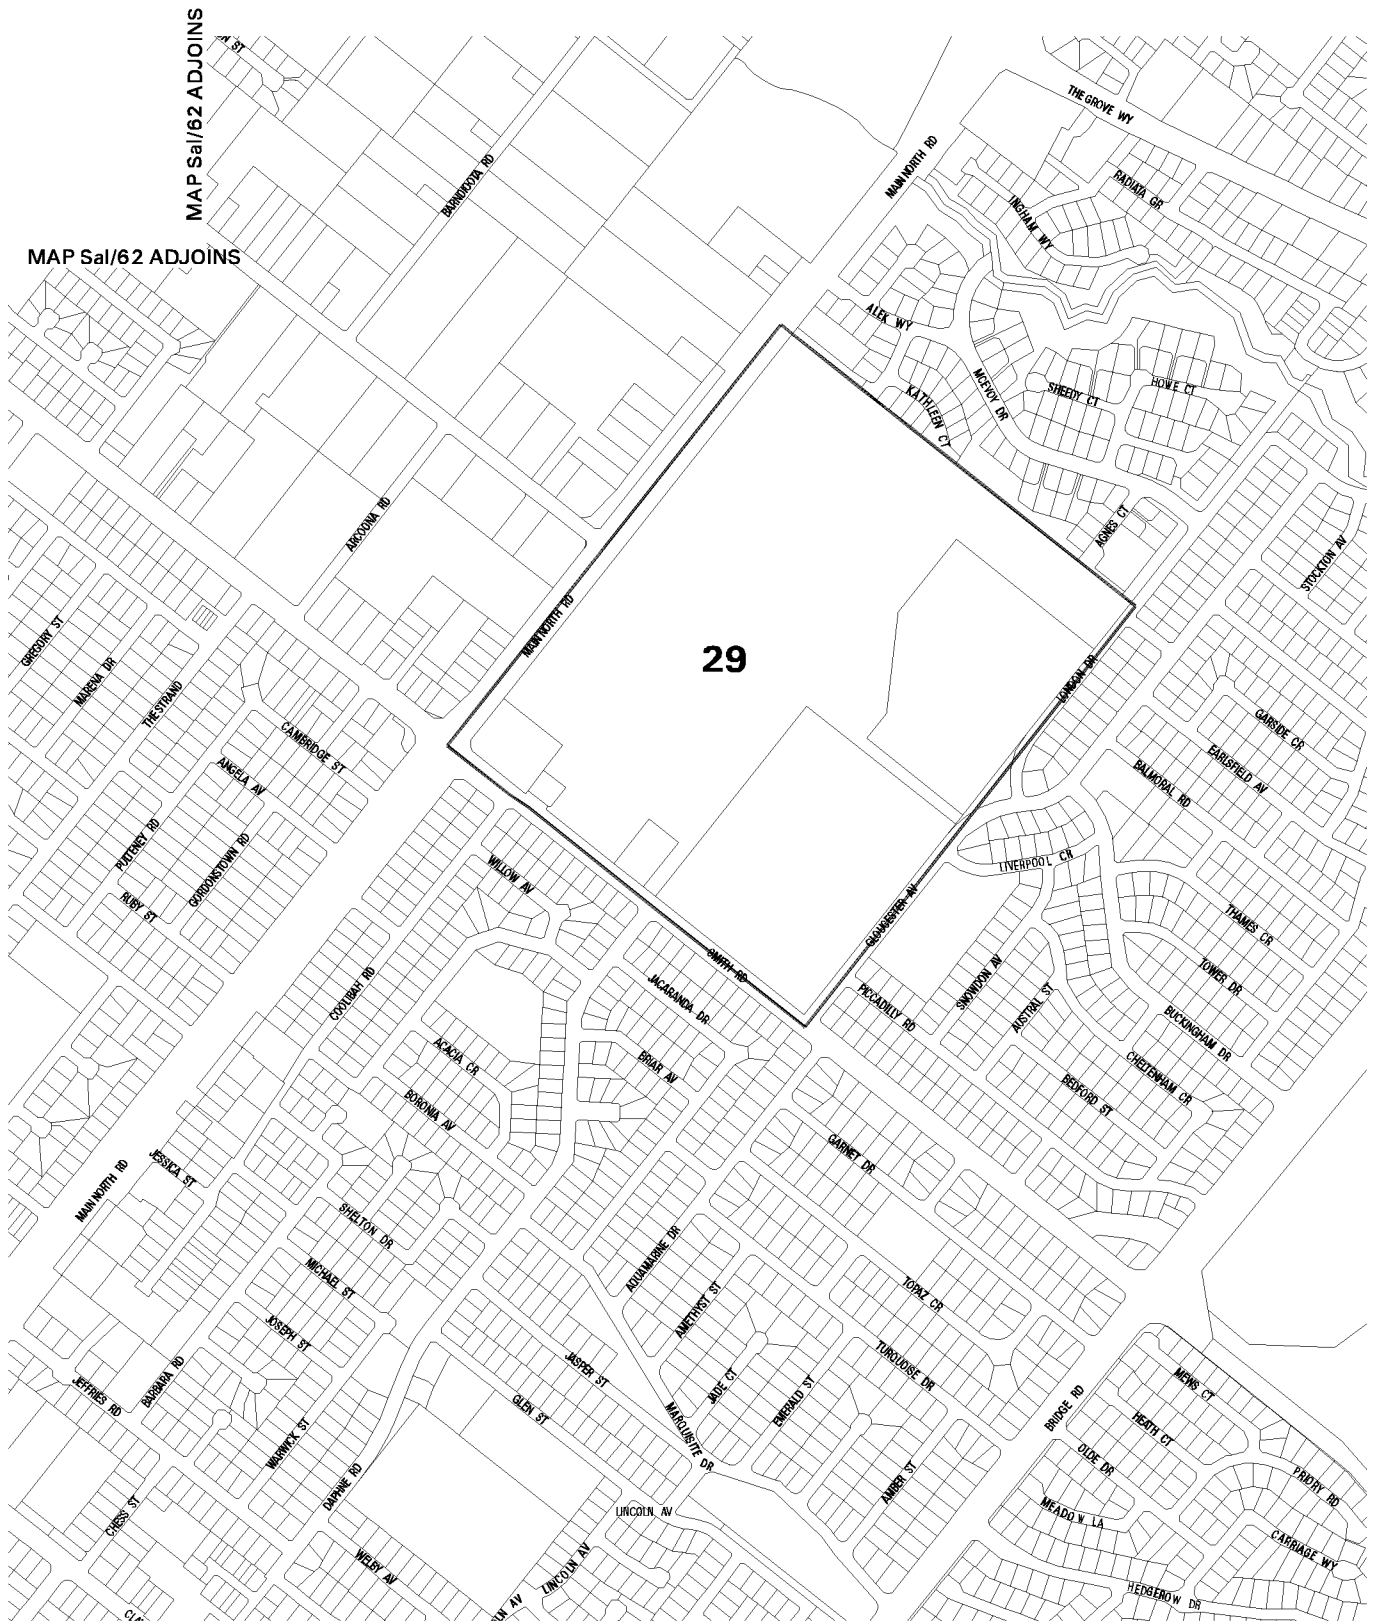 MAP Sal/62 ADJOINS
MAP Sal/62 ADJOINS
THE GROVE WY
MAIN NORTH RD
BARNDIOOTA RD
RADIATA GR
INGHAM WY
ALEK WY
MCEVOY DR
KATHLEEN CT
SHEEDY CT
HOWE CT
AGNES CT
STOCKTON AV
ARCOONA RD
MAIN NORTH RD
GREGORY ST
MARENA DR
THE STRAND
CAMBRIDGE ST
ANGELA AV
29
LONDON DR
GARSIDE CR
EARLSFIELD AV
BALMORAL RD
PULTENEY RD
GORDONSTOWN RD
RUBY ST
WILLOW AV
LIVERPOOL CR
GLOUCESTER AV
THAMES CR
TOWER DR
SMITH RD
JACARANDA DR
PICCADILLY RD
SNOWDON AV
AUSTRAL ST
BUCKINGHAM DR
COOLIBAH RD
ACACIA CR
BRIAR AV
BORONIA AV
BEDFORD ST
CHELTENHAM CR
GARNET DR
JESSICA ST
MAIN NORTH RD
SHELTON DR
MICHAEL ST
JOSEPH ST
AQUAMARINE DR
AMETHYST ST
TOPAZ CR
TURQUOISE DR
JASPER ST
JADE CT
EMERALD ST
GLEN ST
MARQUISITE DR
JEFFRIES RD
BARBARA RD
WARWICK ST
DAPHNE RD
CHESS ST
AMBER ST
BRIDGE RD
MEWS CT
HEATH CT
OLDE DR
PRIORY RD
MEADOW LA
CARRIAGE WY
HEDGEROW DR
LINCOLN AV
LINCOLN AV
WELBY AV